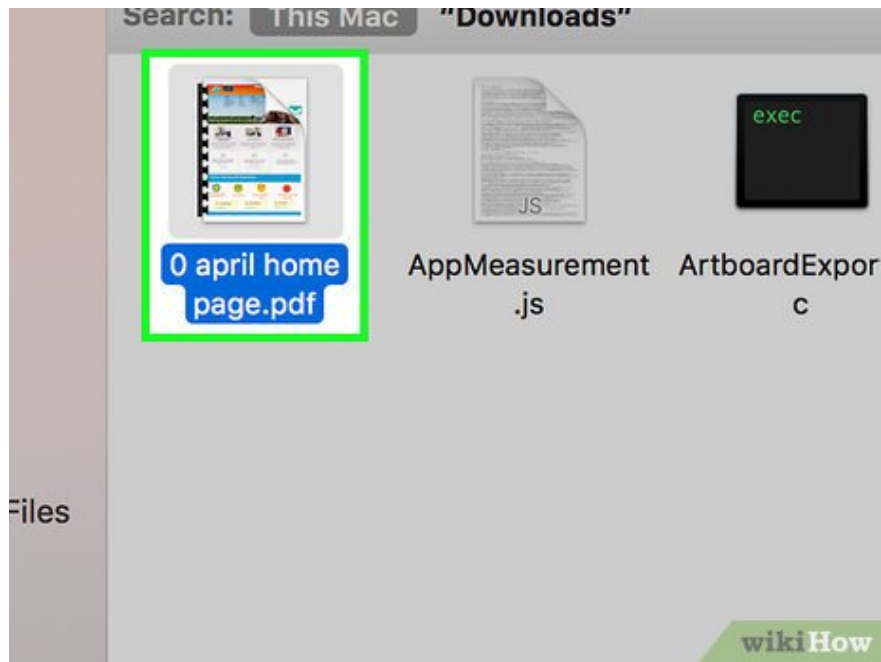 Search: This Mac "Downloads"
exec
JS
0 april home
page.pdf
AppMeasurement
.js
ArtboardExpor
c
Files
wikiHow